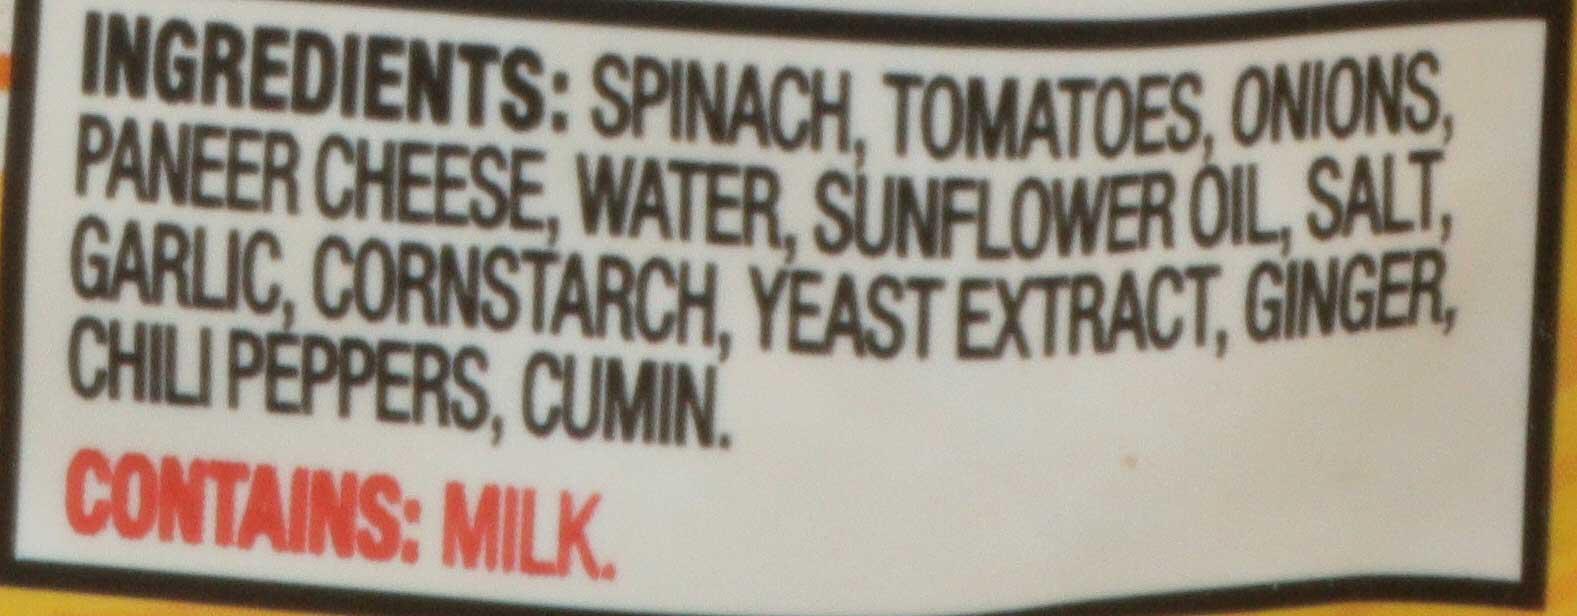 INGREDIENTS: SPINACH, TOMATOES, ONIONS,
PANEER CHEESE, WATER, SUNFLOWER OIL, SALT,
GARLIC, CORNSTARCH, YEAST EXTRACT, GINGER,
CHILI PEPPERS, CUMIN.
CONTAINS: MILK.